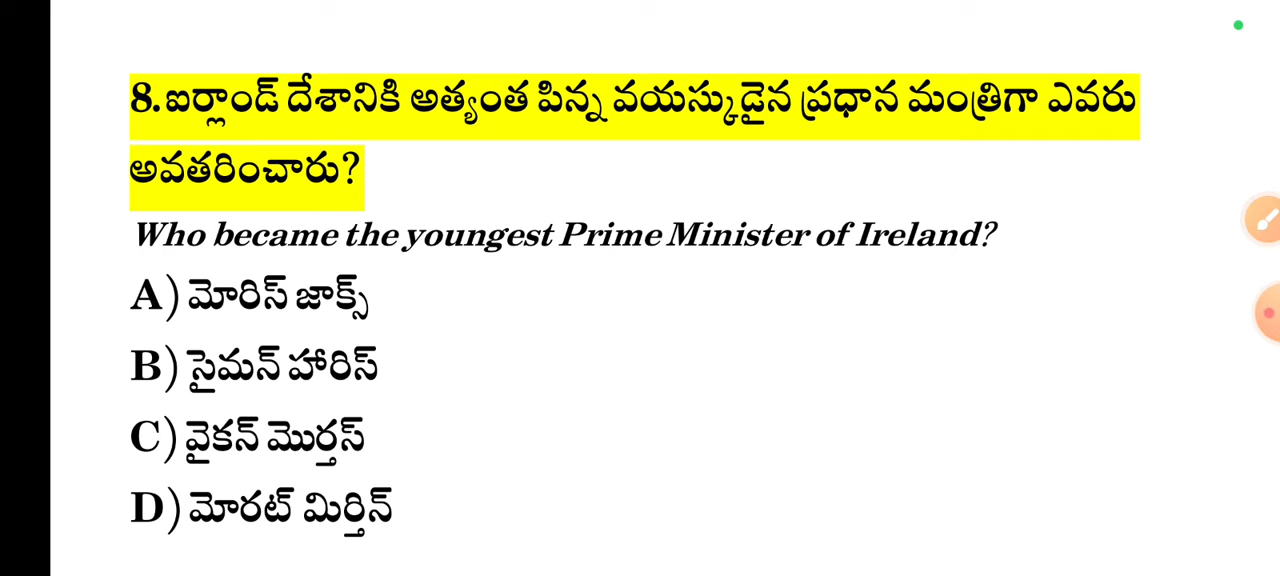 8.ఐర్లాండ్ దేశానికి అత్యంత పిన్న వయస్కుడైన ప్రధాన మంత్రిగా ఎవరు
అవతరించారు?
Who became the youngest Prime Minister of Ireland?
A) మోరిస్ జాక్స్
B) సైమన్ హారిస్
C) వైకన్ మొర్తస్
D) మోరట్ మిర్తిన్